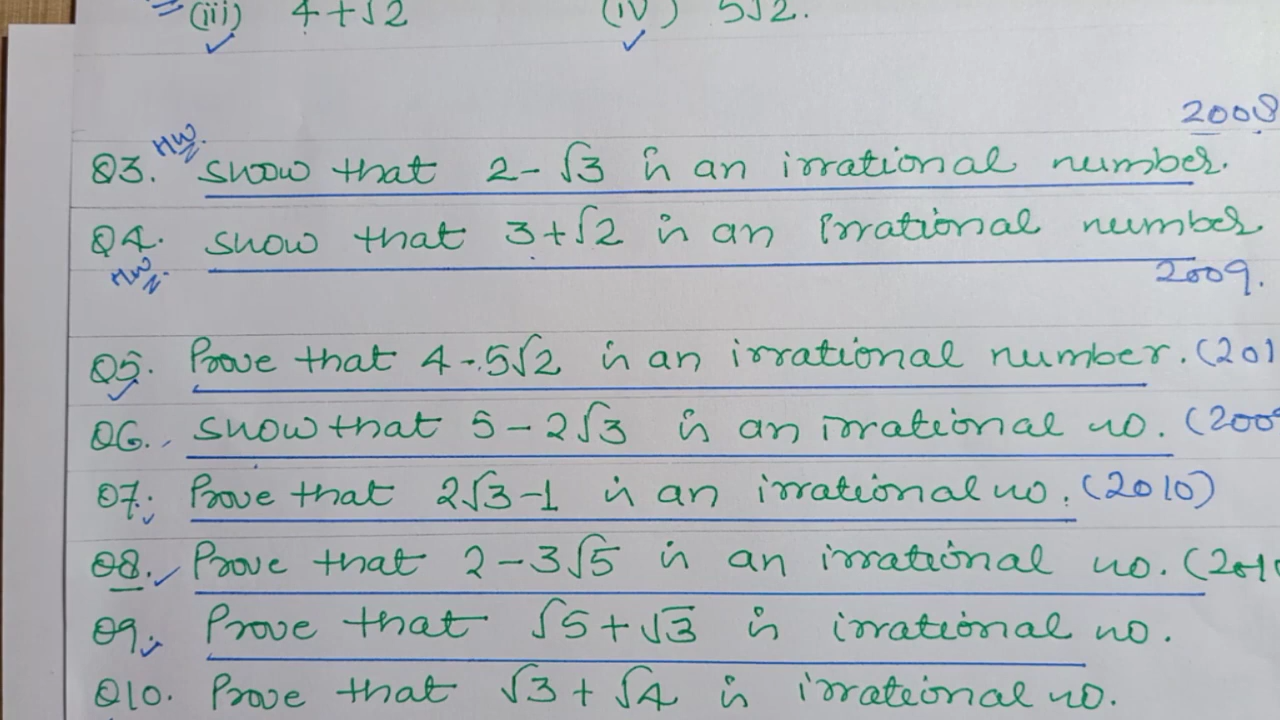 (iii) 4+√2 (iv) 5√2.
2008
Q3. HW N. Show that 2-√3 is an irrational number.
Q4. Show that 3+√2 is an Irrational number
HW N. 2009.
Q5. Prove that 4-5√2 is an irrational number. (201
Q6. Show that 5-2√3 is an irrational no. (200
Q7. Prove that 2√3-1 is an irrational no. (2010)
Q8. Prove that 2-3√5 is an irrational no. (201
Q9. Prove that √5+√3 is irrational no.
Q10. Prove that √3+√4 is irrational no.